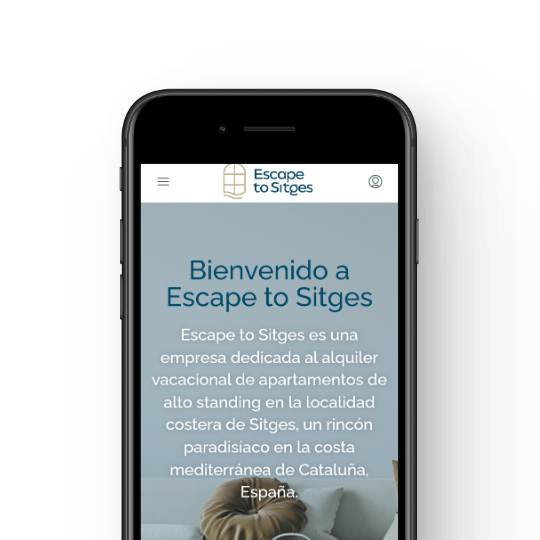 Escape
to Sitges
Bienvenido a
Escape to Sitges
Escape to Sitges es una
empresa dedicada al alquiler
vacacional de apartamentos de
alto standing en la localidad
costera de Sitges, un rincón
paradisíaco en la costa
mediterránea de Cataluña,
España.